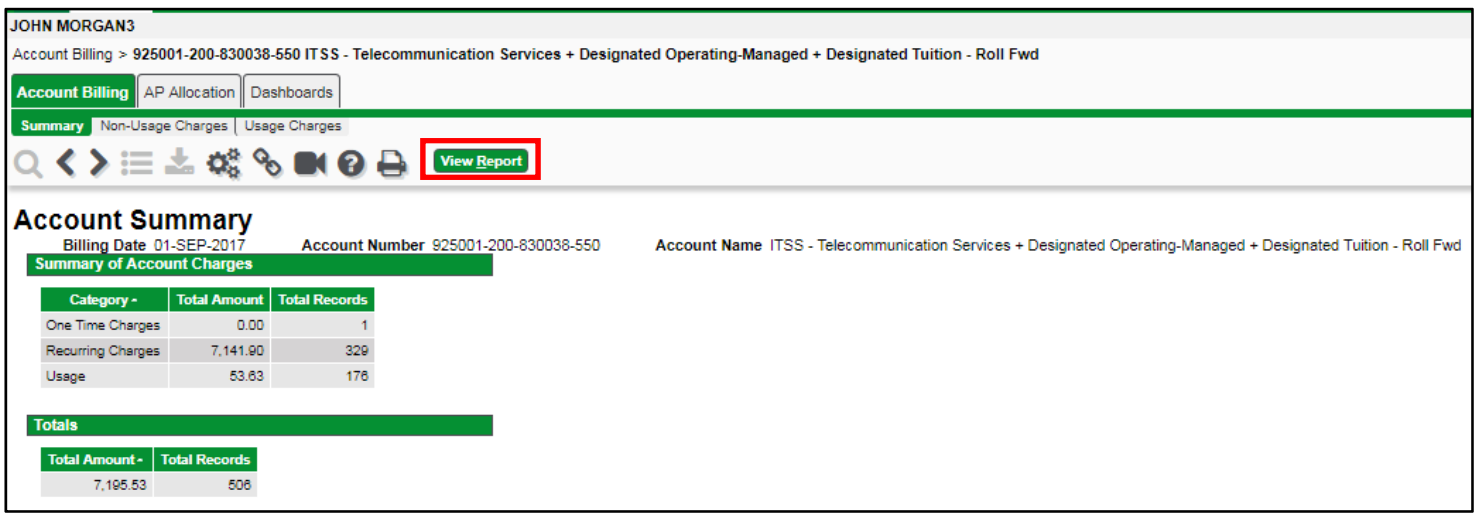 JOHN MORGAN3
Account Billing > 925001-200-830038-550 ITSS - Telecommunication Services + Designated Operating-Managed + Designated Tuition - Roll Fwd
Account Billing AP Allocation Dashboards
Summary Non-Usage Charges Usage Charges
View Report
Account Summary
Billing Date 01-SEP-2017 Account Number 925001-200-830038-550 Account Name ITSS - Telecommunication Services + Designated Operating-Managed + Designated Tuition - Roll Fwd
Summary of Account Charges
Category Total Amount Total Records
One Time Charges 0.00 1
Recurring Charges 7,141.90 329
Usage 53.63 176
Totals
Total Amount Total Records
7,195.53 506